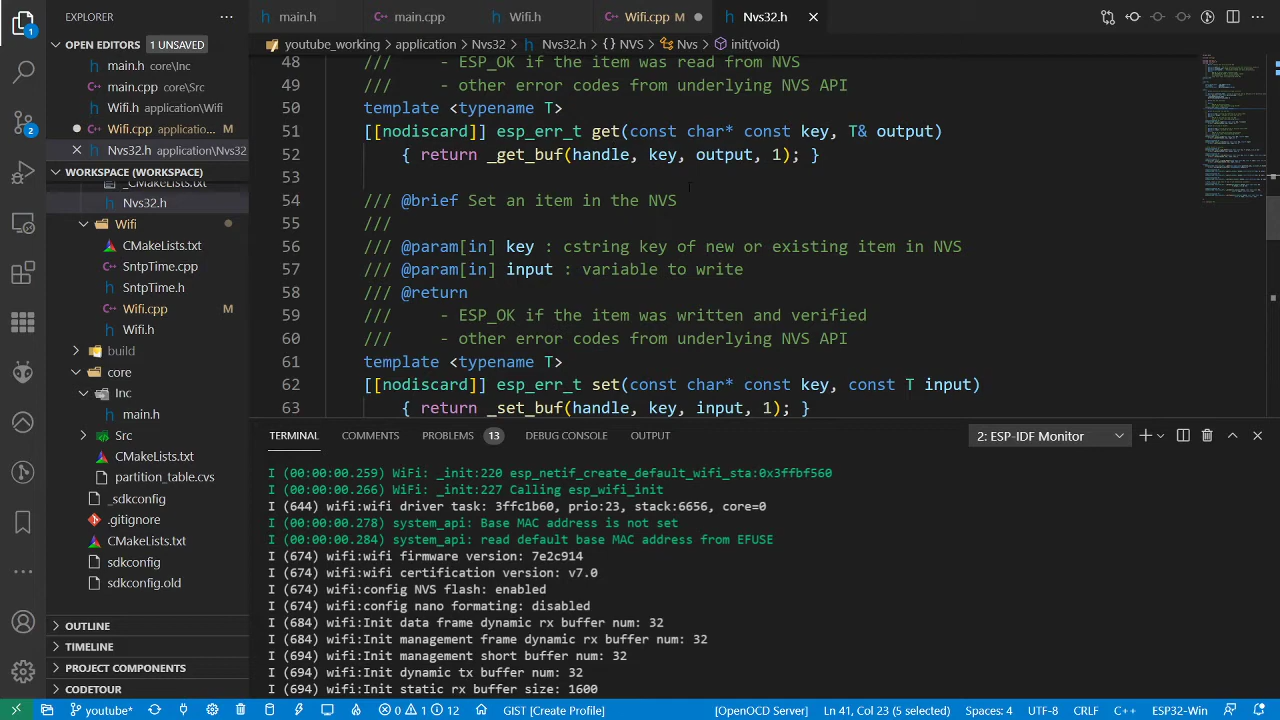 EXPLORER
main.h
main.cpp
Wifi.h
Wifi.cpp M
Nvs32.h
OPEN EDITORS 1 UNSAVED
main.h core\Inc
main.cpp core\Src
Wifi.h application\Wifi
Wifi.cpp applicatio... M
Nvs32.h application\Nvs32
WORKSPACE (WORKSPACE)
_CMakeLists.txt
Nvs32.h
Wifi
CMakeLists.txt
SntpTime.cpp
SntpTime.h
Wifi.cpp M
Wifi.h
build
core
Inc
main.h
Src
CMakeLists.txt
partition_table.cvs
_sdkconfig
.gitignore
CMakeLists.txt
sdkconfig
sdkconfig.old
OUTLINE
TIMELINE
PROJECT COMPONENTS
CODETOUR
1
2
youtube_working > application > Nvs32 > Nvs32.h > {} NVS > Nvs > init(void)
48 /// - ESP_OK if the item was read from NVS
49 /// - other error codes from underlying NVS API
50 template <typename T>
51 [[nodiscard]] esp_err_t get(const char* const key, T& output)
52 { return _get_buf(handle, key, output, 1); }
53
54 /// @brief Set an item in the NVS
55 ///
56 /// @param[in] key : cstring key of new or existing item in NVS
57 /// @param[in] input : variable to write
58 /// @return
59 /// - ESP_OK if the item was written and verified
60 /// - other error codes from underlying NVS API
61 template <typename T>
62 [[nodiscard]] esp_err_t set(const char* const key, const T input)
63 { return _set_buf(handle, key, input, 1); }
TERMINAL COMMENTS PROBLEMS 13 DEBUG CONSOLE OUTPUT 2: ESP-IDF Monitor
I (00:00:00.259) WiFi: _init:220 esp_netif_create_default_wifi_sta:0x3ffbf560
I (00:00:00.266) WiFi: _init:227 Calling esp_wifi_init
I (644) wifi:wifi driver task: 3ffc1b60, prio:23, stack:6656, core=0
I (00:00:00.278) system_api: Base MAC address is not set
I (00:00:00.284) system_api: read default base MAC address from EFUSE
I (674) wifi:wifi firmware version: 7e2c914
I (674) wifi:wifi certification version: v7.0
I (674) wifi:config NVS flash: enabled
I (674) wifi:config nano formating: disabled
I (684) wifi:Init data frame dynamic rx buffer num: 32
I (684) wifi:Init management frame dynamic rx buffer num: 32
I (694) wifi:Init management short buffer num: 32
I (694) wifi:Init dynamic tx buffer num: 32
I (694) wifi:Init static rx buffer size: 1600
youtube* 0 1 12 GIST [Create Profile] [OpenOCD Server] Ln 41, Col 23 (5 selected) Spaces: 4 UTF-8 CRLF C++ ESP32-Win